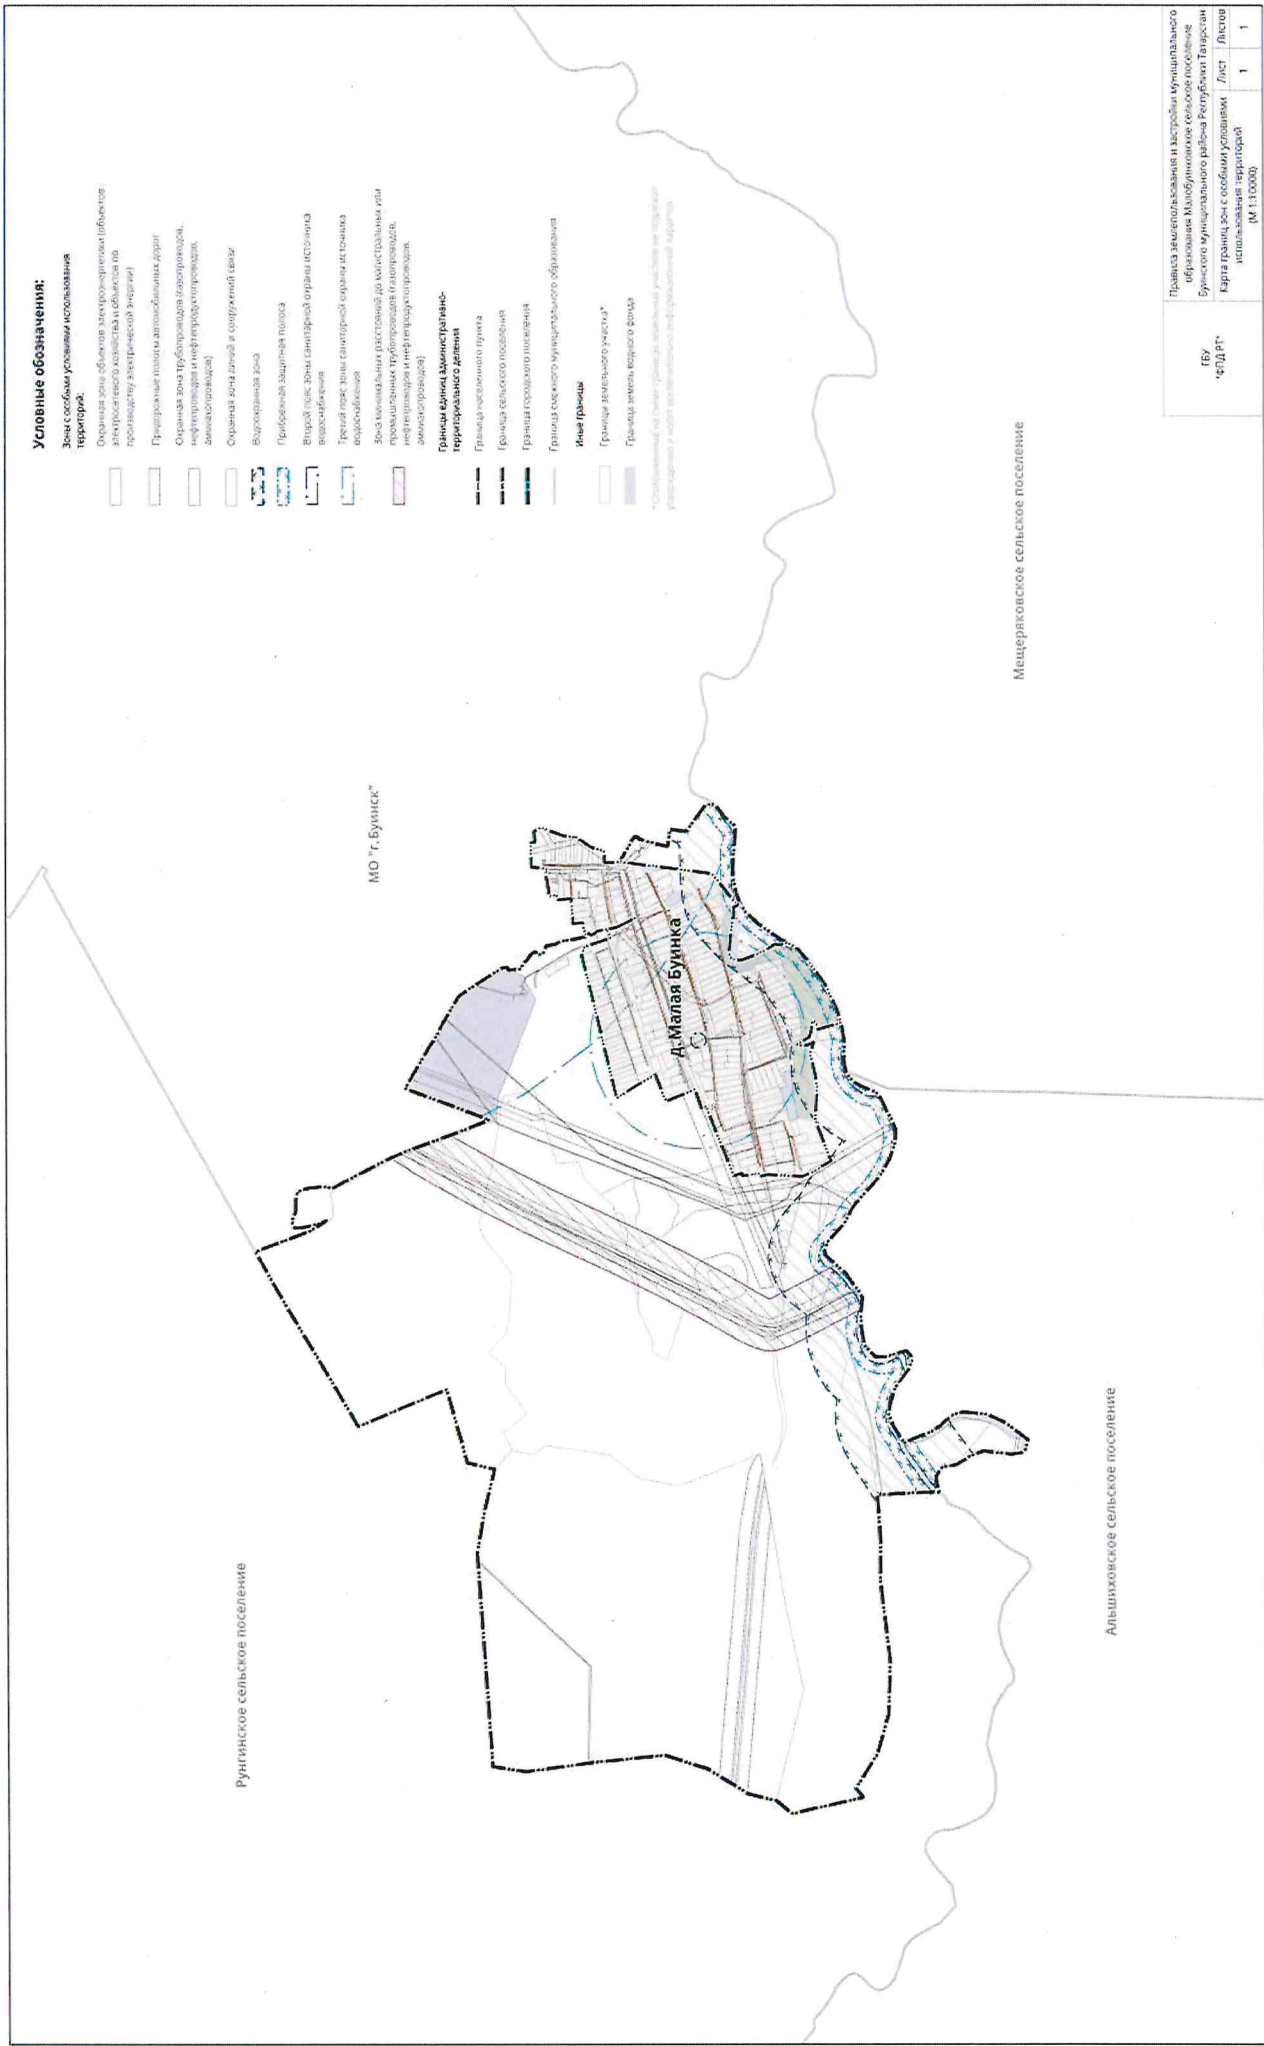 Условные обозначения:
Зоны с особыми условиями использования
территорий:
Охранная зона объектов электроэнергетики (объектов
электросетевого хозяйства и объектов по
производству электрической энергии)
Придорожные полосы автомобильных дорог
Охранная зона трубопроводов (газопроводов,
нефтепроводов и нефтепродуктопроводов,
аммиакопроводов)
Охранная зона линий и сооружений связи
Водоохранная зона
Прибрежная защитная полоса
Второй пояс зоны санитарной охраны источника
водоснабжения
Третий пояс зоны санитарной охраны источника
водоснабжения
Зона минимальных расстояний до магистральных или
промышленных трубопроводов (газопроводов,
нефтепроводов и нефтепродуктопроводов,
аммиакопроводов)
Границы единиц административно-
территориального деления
Граница населенного пункта
Граница сельского поселения
Граница городского поселения
Граница смежного муниципального образования
Иные границы
Границы земельного участка*
Граница земель водного фонда
Рунгинское сельское поселение
МО "г.Буинск"
д.Малая Буинка
Мещеряковское сельское поселение
Альшиховское сельское поселение
ГБУ
"ФПД РТ"
Правила землепользования и застройки муниципального
образования Малобуинковское сельское поселение
Буинского муниципального района Республики Татарстан
Карта границ зон с особыми условиями
использования территорий
(М 1:10000)
Лист
Листов
1
1